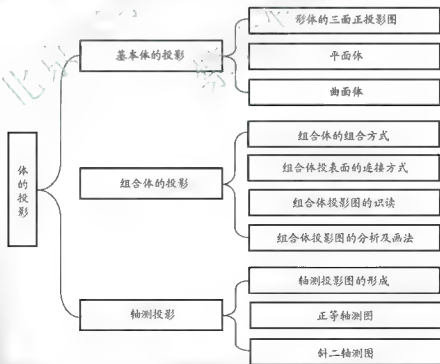 形体的三面正投影图
基本体的投影
平面体
曲面体
体的投影
组合体的组合方式
组合体投表面的连接方式
组合体的投影
组合体投影图的识读
组合体投影图的分析及画法
轴测投影图的形成
轴测投影
正等轴测图
斜二轴测图